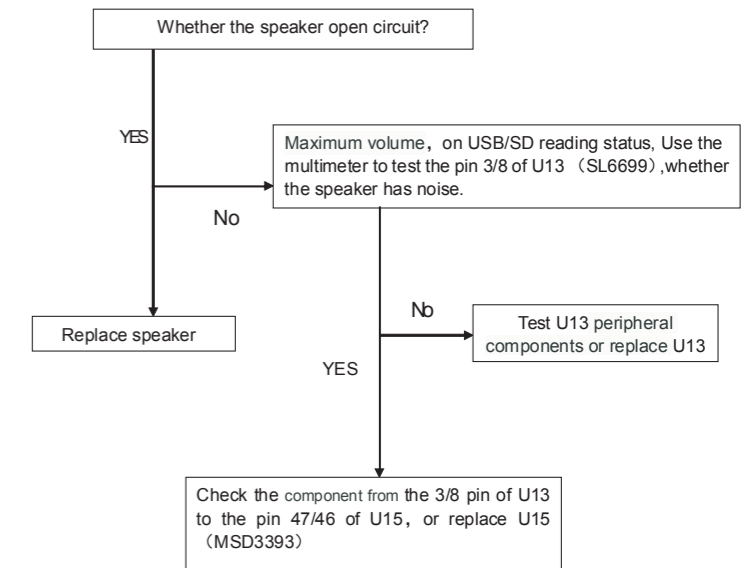 Whether the speaker open circuit?
YES
Maximum volume，on USB/SD reading status, Use the
multimeter to test the pin 3/8 of U13 （SL6699）,whether
the speaker has noise.
No
Replace speaker
No
Test U13 peripheral
components or replace U13
YES
Check the component from the 3/8 pin of U13
to the pin 47/46 of U15，or replace U15
（MSD3393）